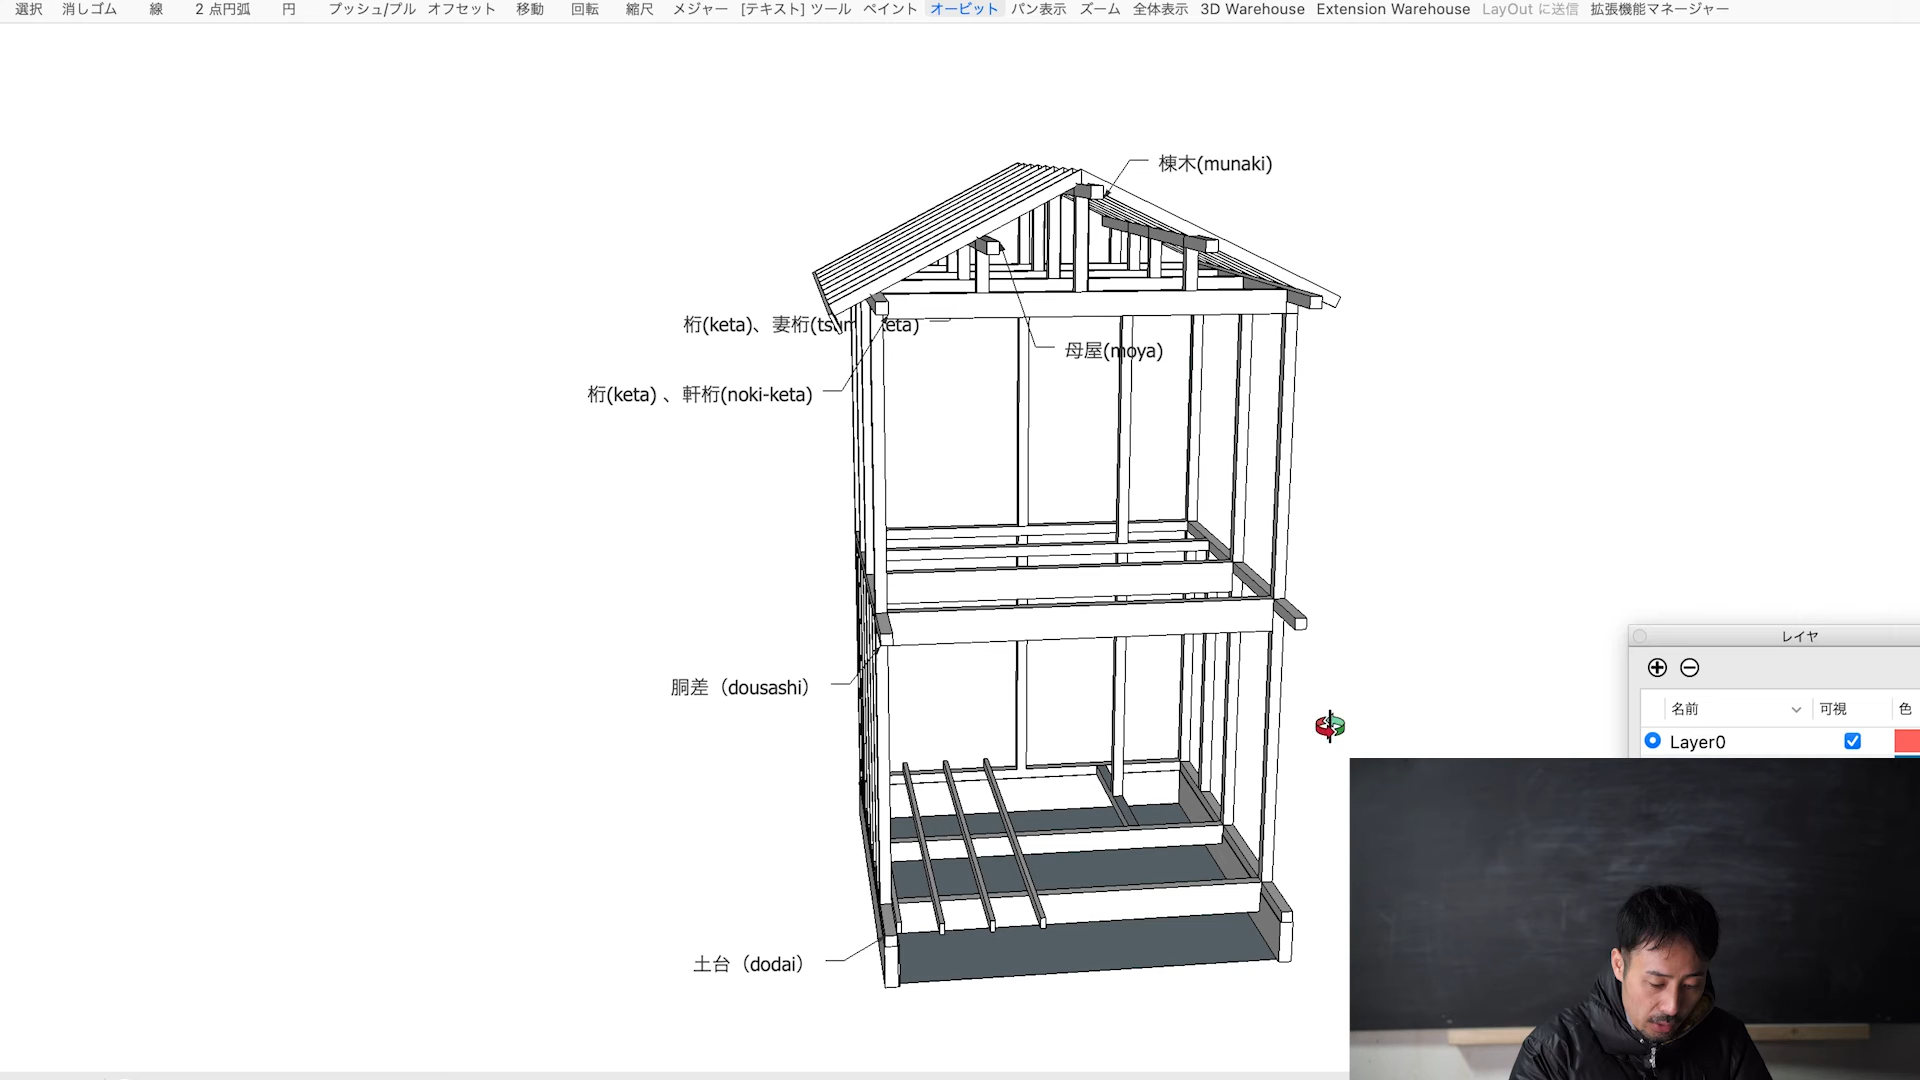 選択 消しゴム 線 2 点円弧 円 プッシュ/プル オフセット 移動 回転 縮尺 メジャー [テキスト] ツール ペイント オービット パン表示 ズーム 全体表示 3D Warehouse Extension Warehouse LayOut に送信 拡張機能マネージャー
棟木(munaki)
桁(keta)、妻桁(tsuma-keta)
母屋(moya)
桁(keta) 、軒桁(noki-keta)
胴差（dousashi）
土台（dodai）
レイヤ
名前 可視 色
Layer0